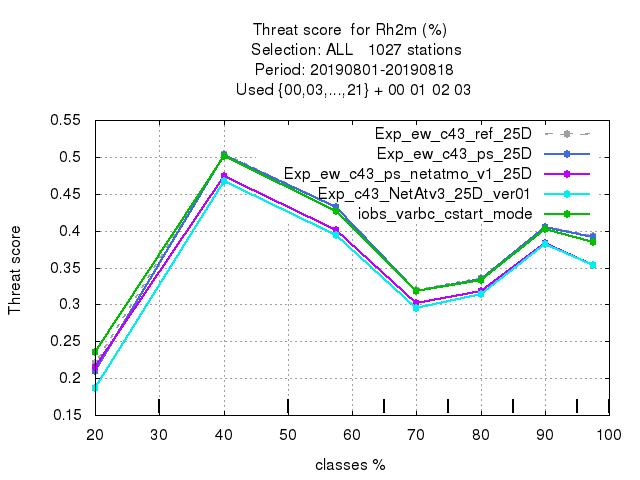 Threat score  for Rh2m (%)
Selection: ALL   1027 stations
Period: 20190801-20190818
Used {00,03,...,21} + 00 01 02 03
Exp_ew_c43_ref_25D
Exp_ew_c43_ps_25D
Exp_ew_c43_ps_netatmo_v1_25D
Exp_c43_NetAtv3_25D_ver01
iobs_varbc_cstart_mode
0.55
0.5
0.45
0.4
0.35
0.3
0.25
0.2
0.15
Threat score
20 30 40 50 60 70 80 90 100
classes %